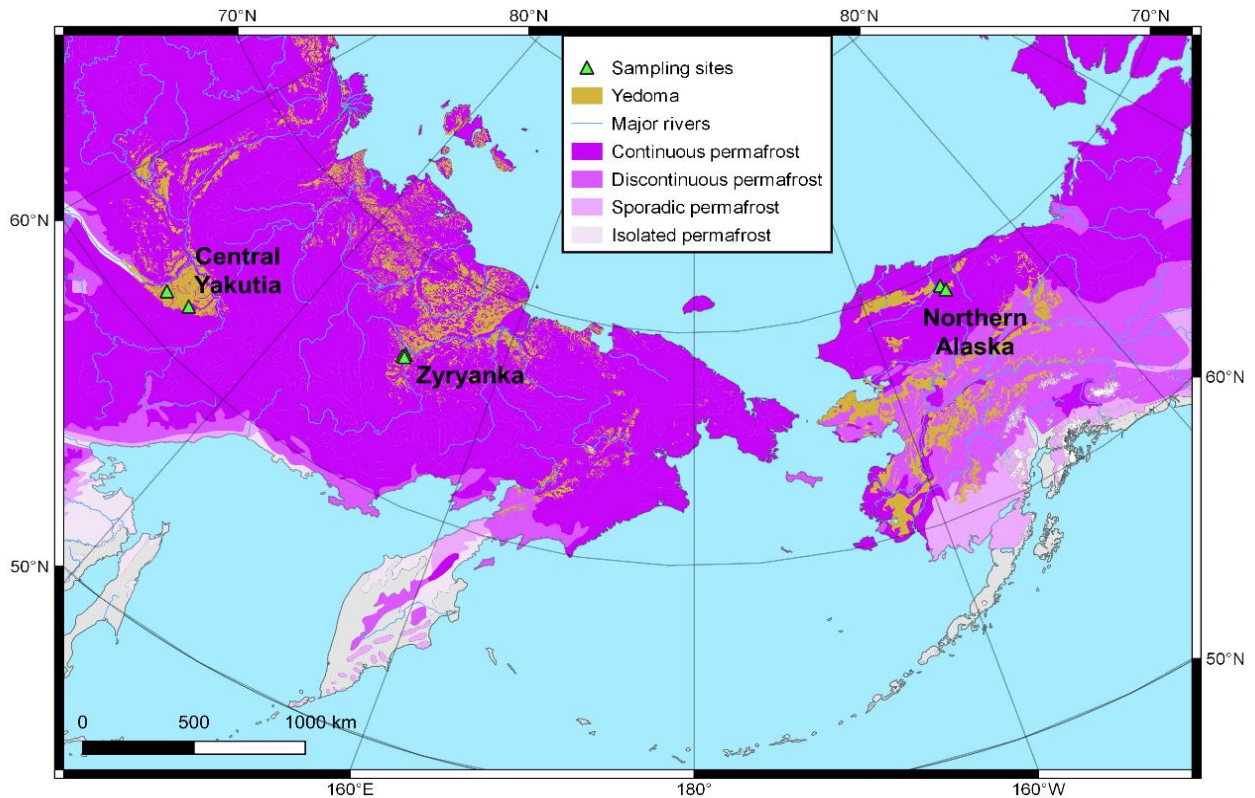 70°N
80°N
80°N
70°N
Sampling sites
Yedoma
Major rivers
Continuous permafrost
Discontinuous permafrost
Sporadic permafrost
Isolated permafrost
60°N
Central
Yakutia
Northern
Alaska
Zyryanka
60°N
50°N
50°N
0 500 1000 km
160°E
180°
160°W